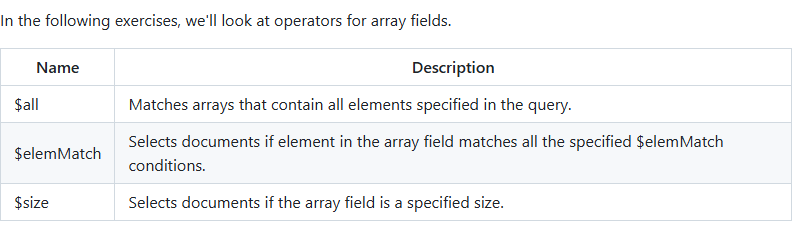 In the following exercises, we'll look at operators for array fields.
Name Description
$all Matches arrays that contain all elements specified in the query.
$elemMatch Selects documents if element in the array field matches all the specified $elemMatch
conditions.
$size Selects documents if the array field is a specified size.